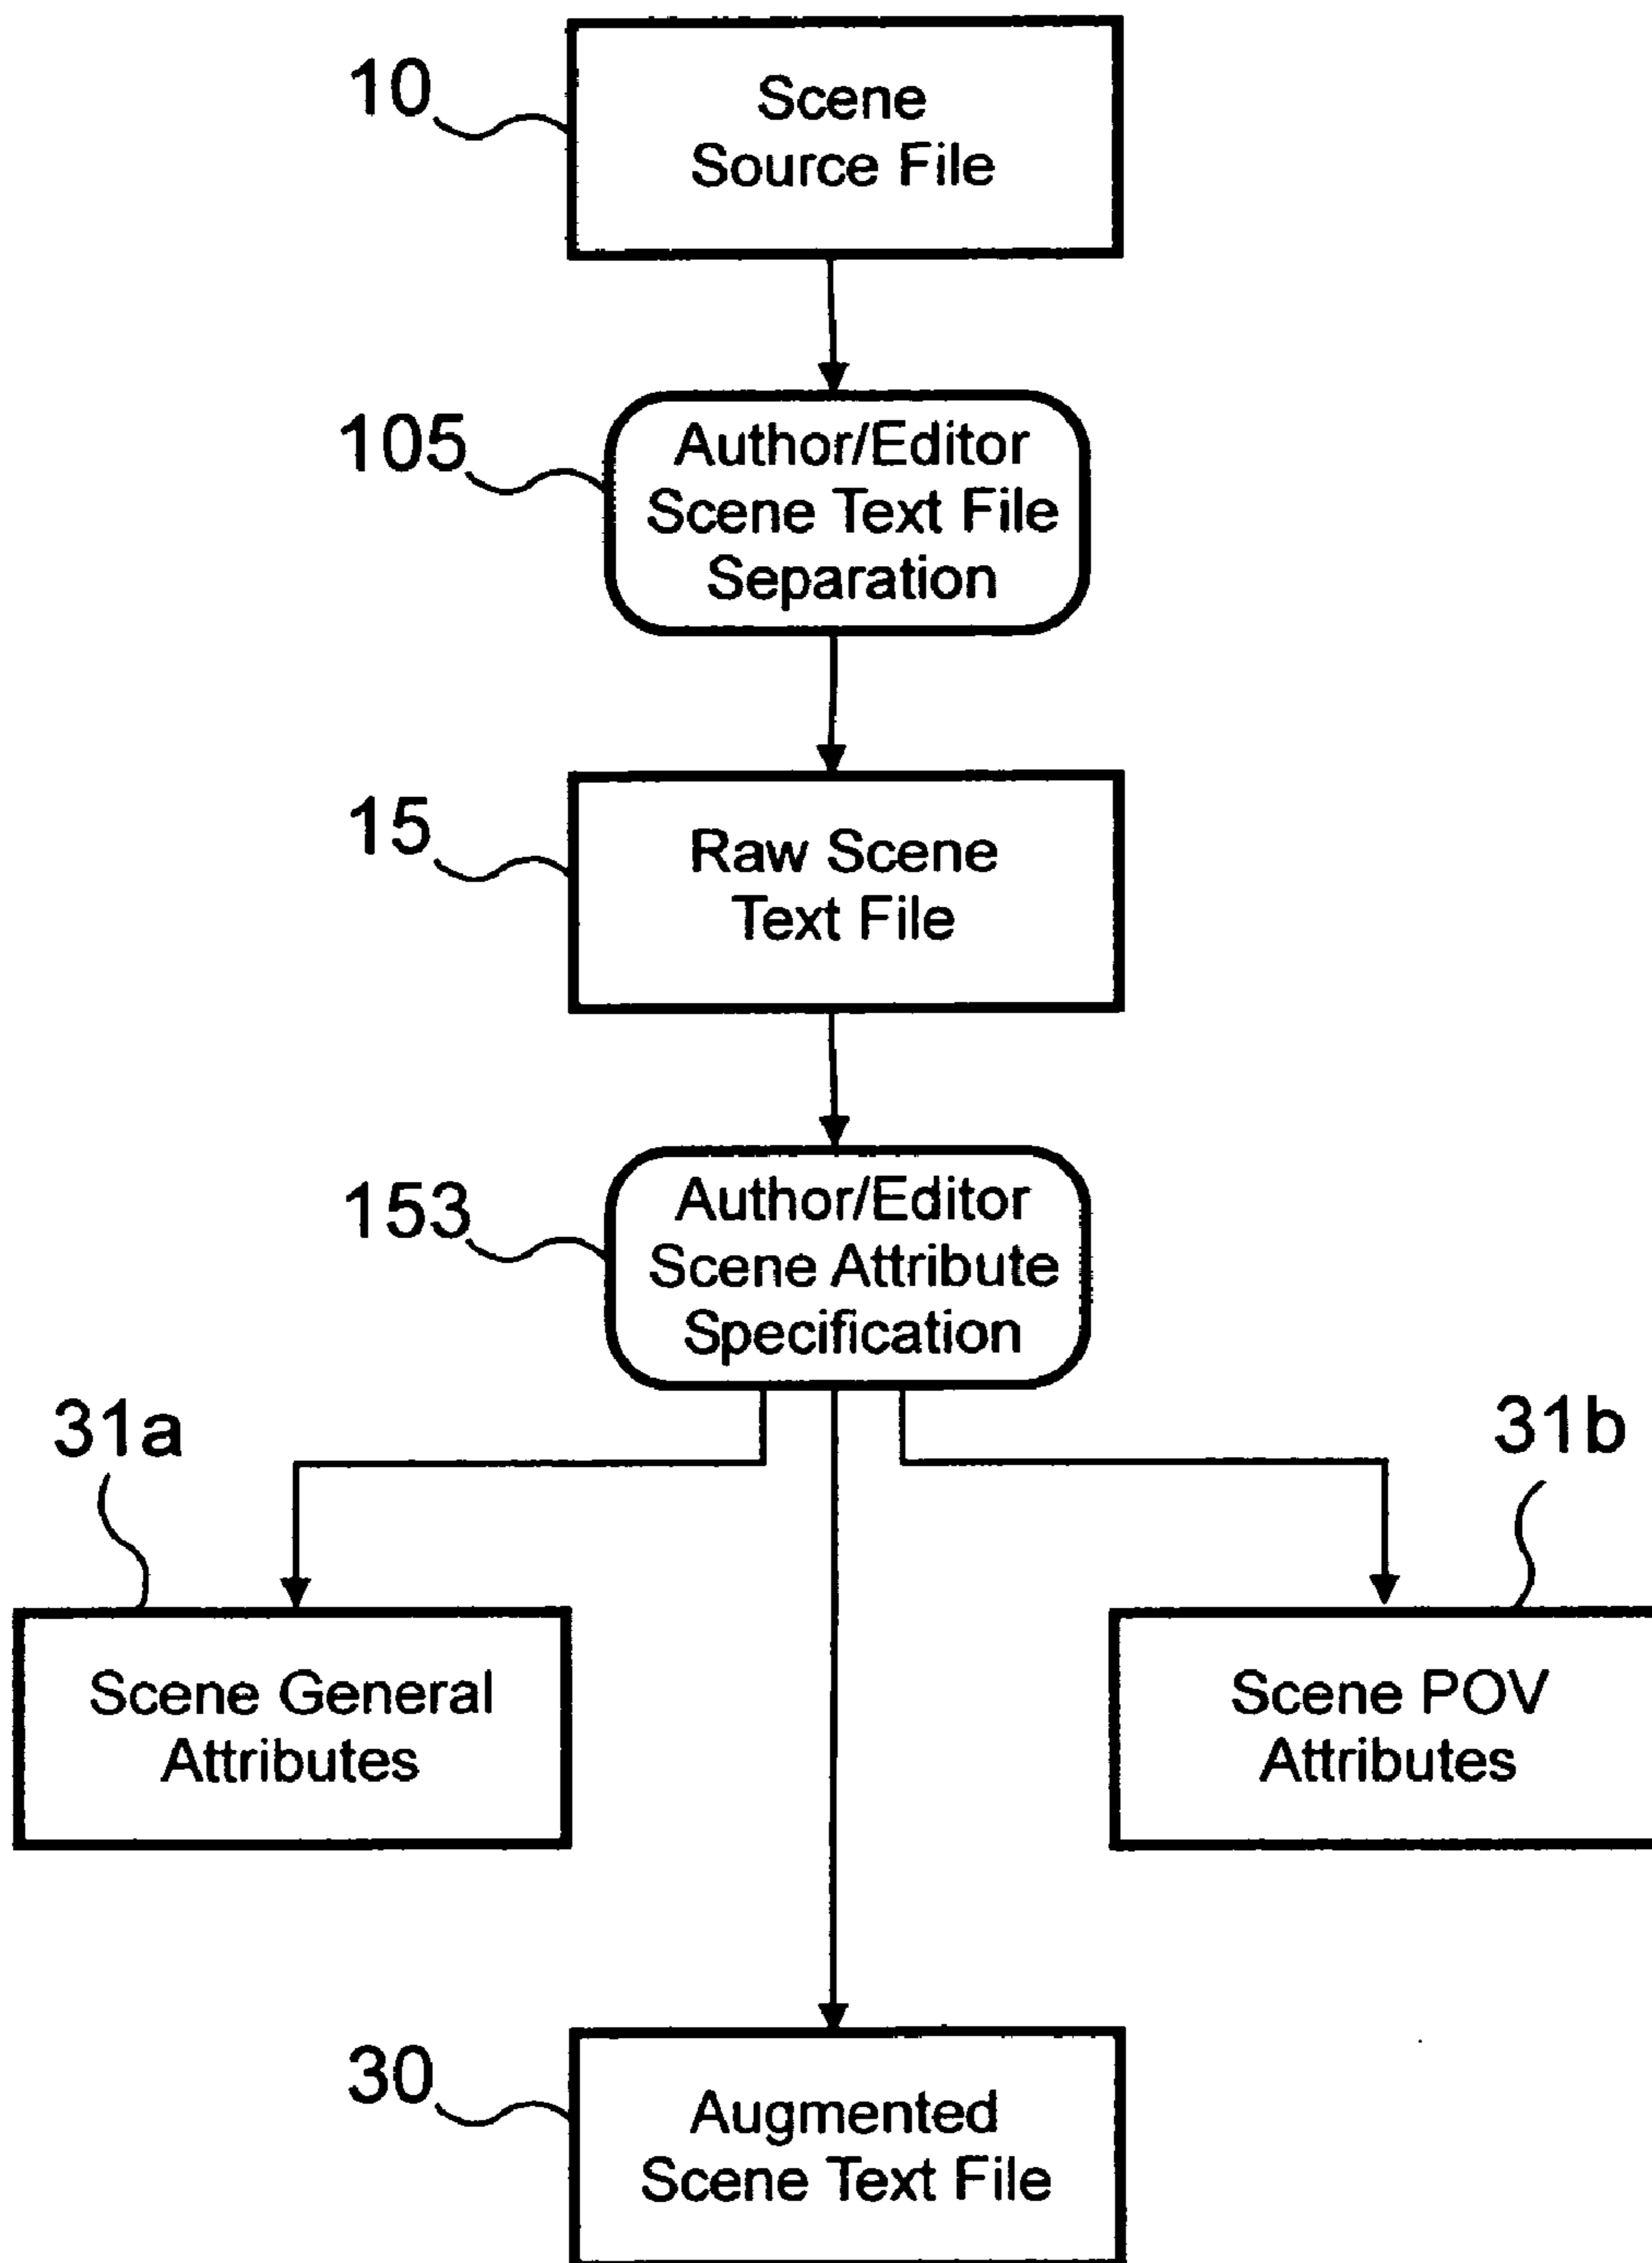 10
Scene
Source File
105
Author/Editor
Scene Text File
Separation
15
Raw Scene
Text File
153
Author/Editor
Scene Attribute
Specification
31a
31b
Scene General
Attributes
Scene POV
Attributes
30
Augmented
Scene Text File